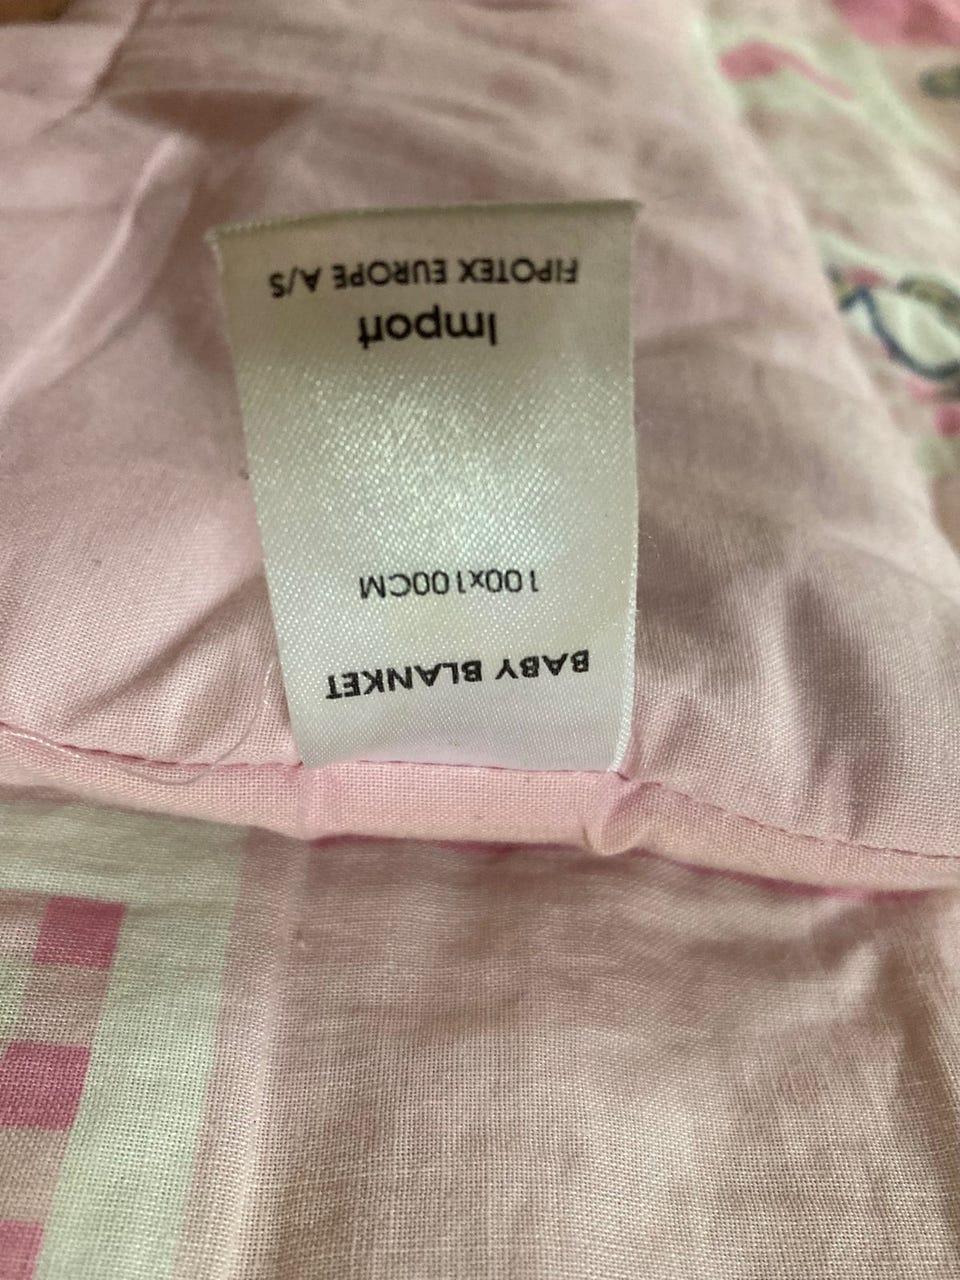 BABY BLANKET
100x100CM
Import
FIPOTEX EUROPE A/S